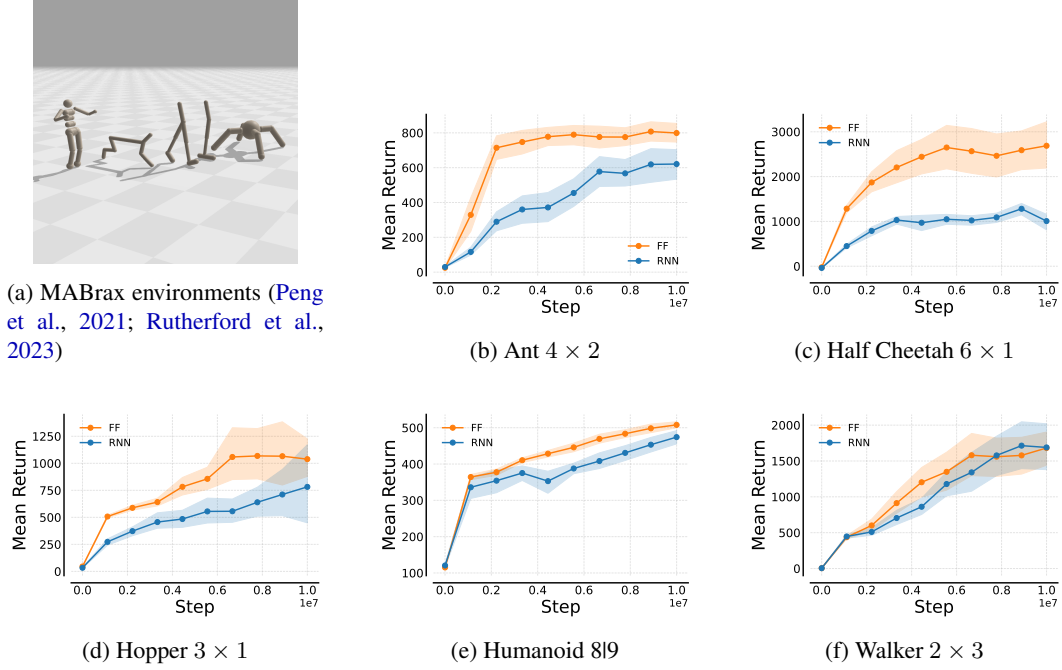 (a) MABrax environments (Peng
et al., 2021; Rutherford et al.,
2023)
Mean Return
800
600
400
200
0
FF
RNN
0.0 0.2 0.4 0.6 0.8 1.0
1e7
Step
(b) Ant 4 × 2
Mean Return
3000
2000
1000
0
FF
RNN
0.0 0.2 0.4 0.6 0.8 1.0
1e7
Step
(c) Half Cheetah 6 × 1
Mean Return
1250
1000
750
500
250
0
FF
RNN
0.0 0.2 0.4 0.6 0.8 1.0
1e7
Step
(d) Hopper 3 × 1
Mean Return
500
400
300
200
100
FF
RNN
0.0 0.2 0.4 0.6 0.8 1.0
1e7
Step
(e) Humanoid 8|9
Mean Return
2000
1500
1000
500
0
FF
RNN
0.0 0.2 0.4 0.6 0.8 1.0
1e7
Step
(f) Walker 2 × 3